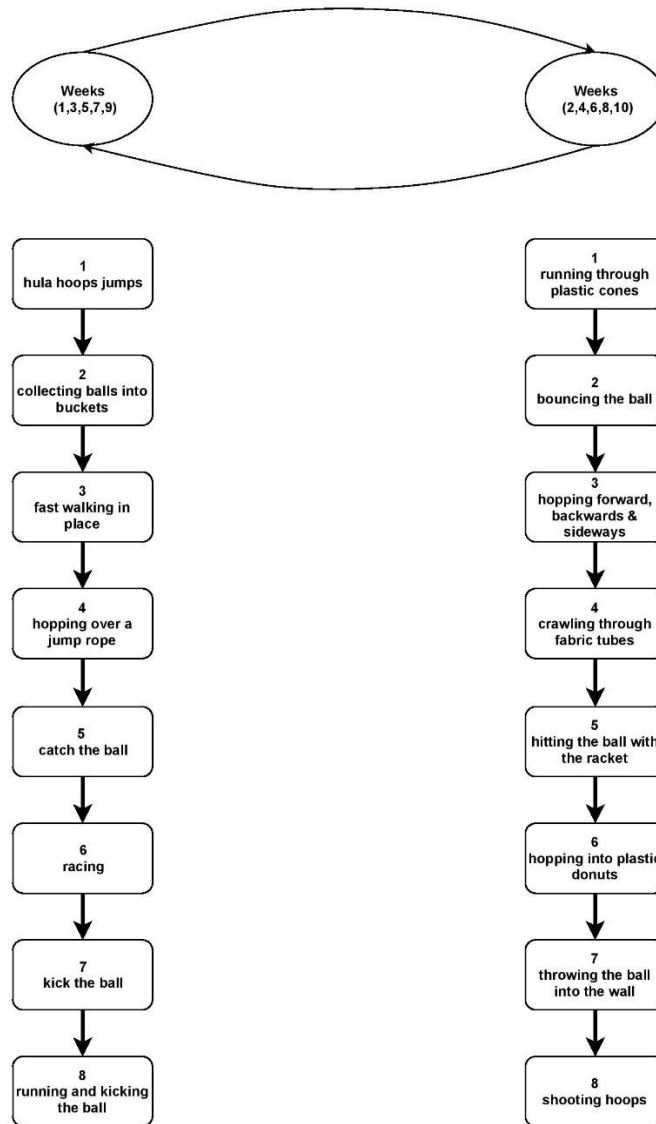 Weeks
(1,3,5,7,9)
Weeks
(2,4,6,8,10)
1
hula hoops jumps
2
collecting balls into
buckets
3
fast walking in
place
4
hopping over a
jump rope
5
catch the ball
6
racing
7
kick the ball
8
running and kicking
the ball
1
running through
plastic cones
2
bouncing the ball
3
hopping forward,
backwards &
sideways
4
crawling through
fabric tubes
5
hitting the ball with
the racket
6
hopping into plastic
donuts
7
throwing the ball
into the wall
8
shooting hoops